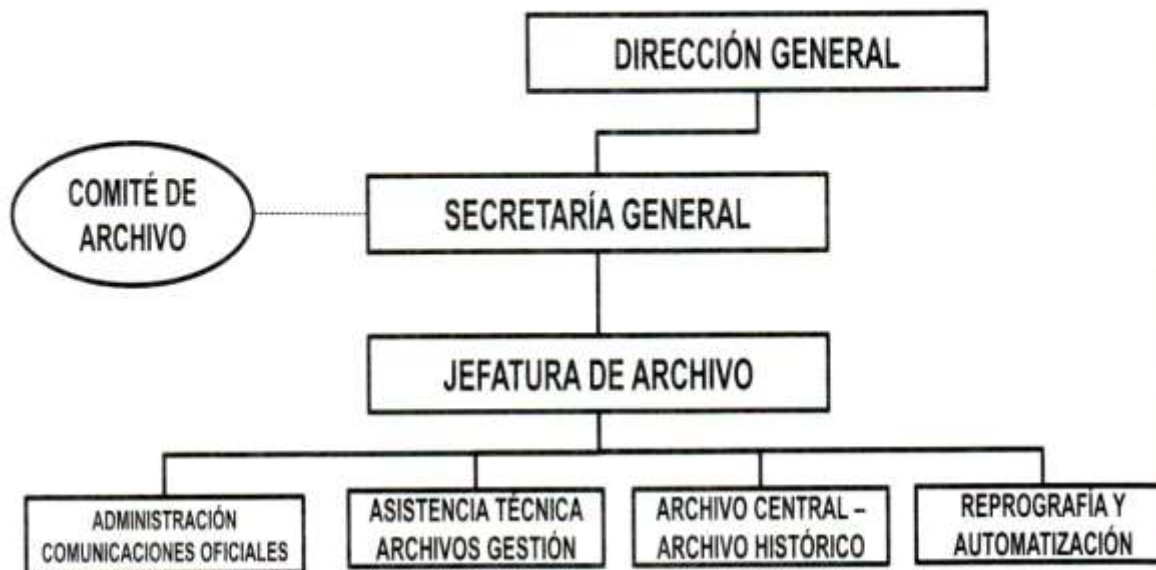 DIRECCIÓN GENERAL
COMITÉ DE
ARCHIVO
SECRETARÍA GENERAL
JEFATURA DE ARCHIVO
ADMINISTRACIÓN
COMUNICACIONES OFICIALES
ASISTENCIA TÉCNICA
ARCHIVOS GESTIÓN
ARCHIVO CENTRAL –
ARCHIVO HISTÓRICO
REPROGRAFÍA Y
AUTOMATIZACIÓN